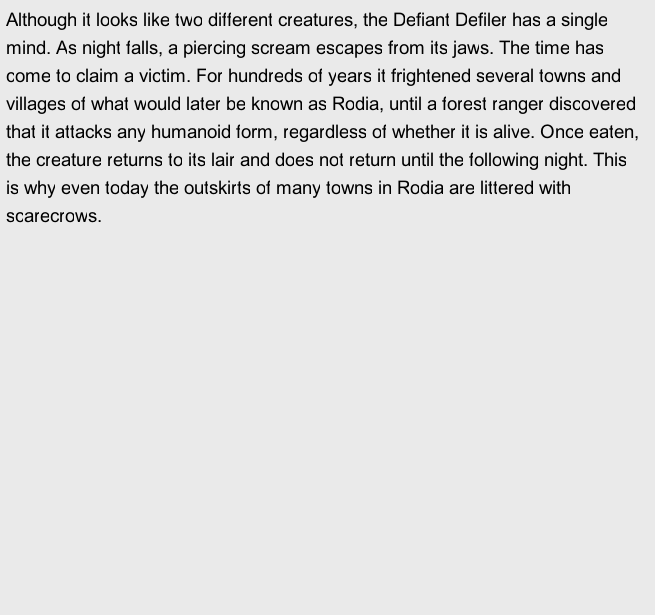 Although it looks like two different creatures, the Defiant Defiler has a single
mind. As night falls, a piercing scream escapes from its jaws. The time has
come to claim a victim. For hundreds of years it frightened several towns and
villages of what would later be known as Rodia, until a forest ranger discovered
that it attacks any humanoid form, regardless of whether it is alive. Once eaten,
the creature returns to its lair and does not return until the following night. This
is why even today the outskirts of many towns in Rodia are littered with
scarecrows.